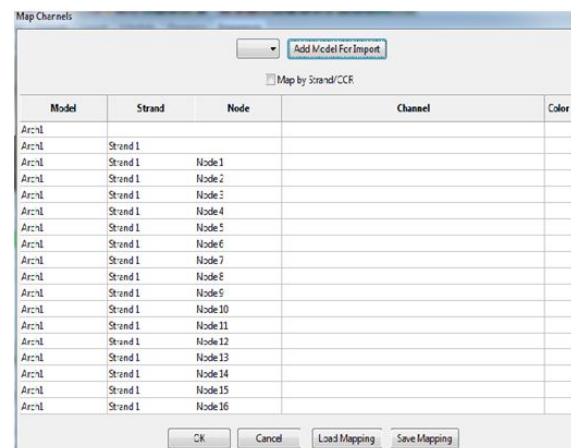 Map Channels
Add Model For Import
Map by Strand/CCR
Model Strand Node Channel Color
Arch1
Arch1 Strand 1
Arch1 Strand 1 Node 1
Arch1 Strand 1 Node 2
Arch1 Strand 1 Node 3
Arch1 Strand 1 Node 4
Arch1 Strand 1 Node 5
Arch1 Strand 1 Node 6
Arch1 Strand 1 Node 7
Arch1 Strand 1 Node 8
Arch1 Strand 1 Node 9
Arch1 Strand 1 Node 10
Arch1 Strand 1 Node 11
Arch1 Strand 1 Node 12
Arch1 Strand 1 Node 13
Arch1 Strand 1 Node 14
Arch1 Strand 1 Node 15
Arch1 Strand 1 Node 16
OK Cancel Load Mapping Save Mapping